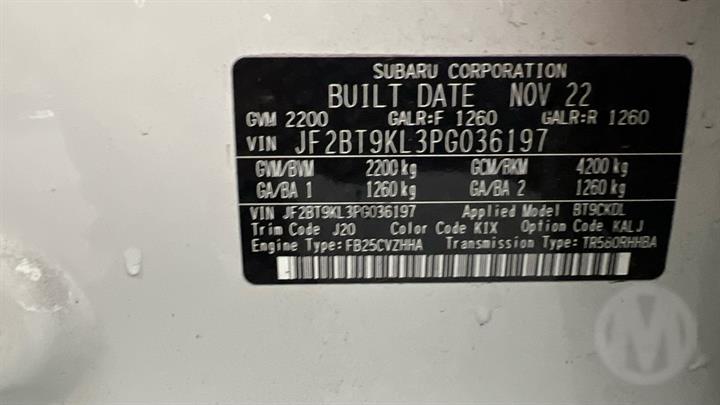 SUBARU CORPORATION
BUILT DATE NOV 22
GVM 2200 GALR:F 1260 GALR:R 1260
VIN JF2BT9KL3PG036197
GVM/BVM 2200 kg GCM/BKM 4200 kg
GA/BA 1 1260 kg GA/BA 2 1260 kg
VIN JF2BT9KL3PG036197 Applied Model BT9CKDL
Trim Code J20 Color Code K1X Option Code KALJ
Engine Type:FB25CVZHHA Transmission Type:TR580RHHBA
M